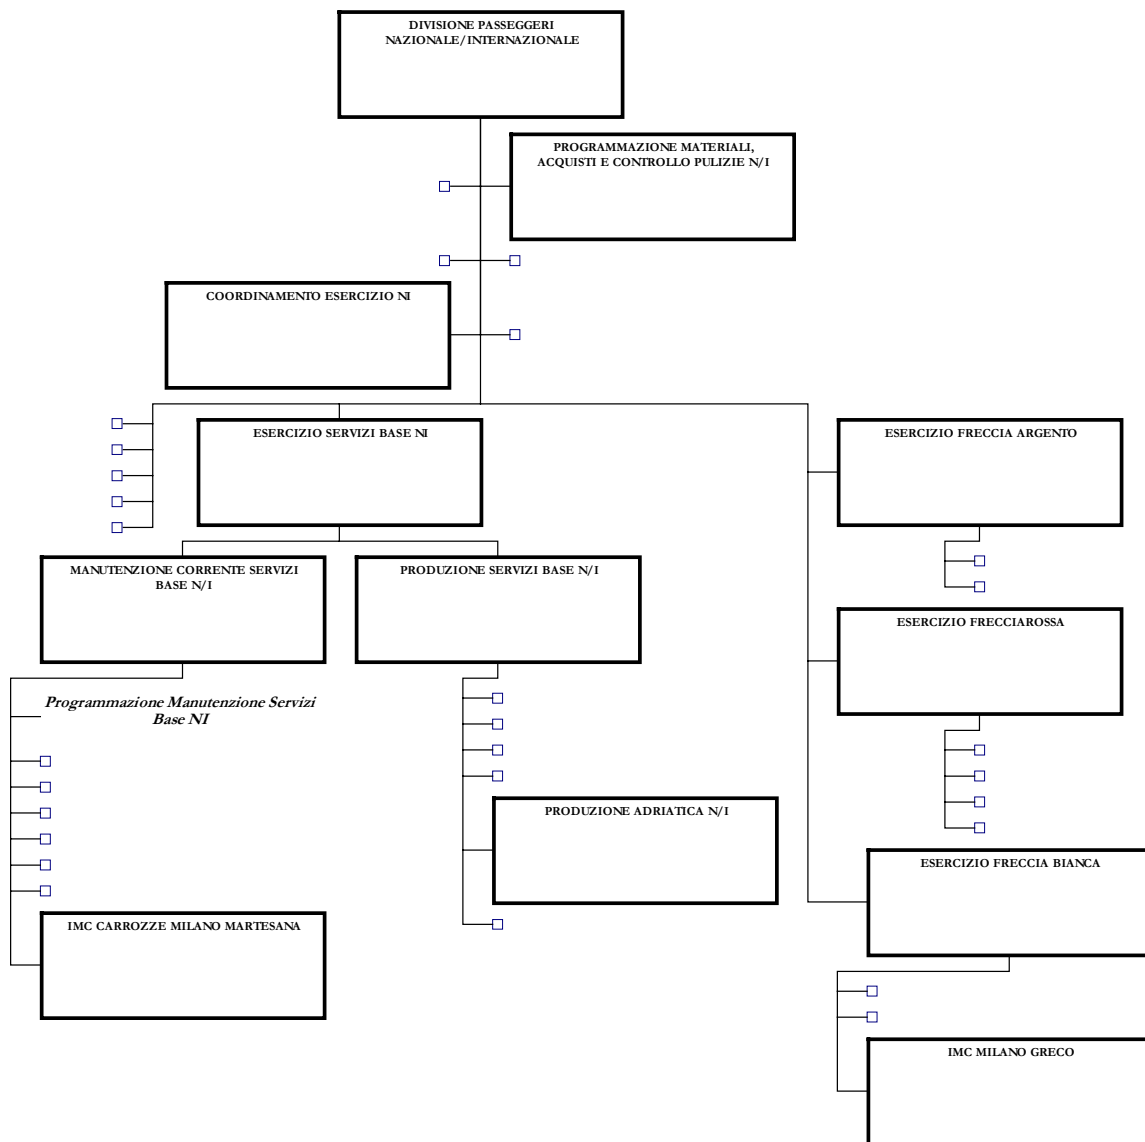 DIVISIONE PASSEGGERI
NAZIONALE/INTERNAZIONALE
PROGRAMMAZIONE MATERIALI,
ACQUISTI E CONTROLLO PULIZIE N/I
COORDINAMENTO ESERCIZIO NI
ESERCIZIO SERVIZI BASE NI
ESERCIZIO FRECCIA ARGENTO
MANUTENZIONE CORRENTE SERVIZI
BASE N/I
PRODUZIONE SERVIZI BASE N/I
ESERCIZIO FRECCIAROSSA
Programmazione Manutenzione Servizi
Base NI
PRODUZIONE ADRIATICA N/I
ESERCIZIO FRECCIA BIANCA
IMC CARROZZE MILANO MARTESANA
IMC MILANO GRECO